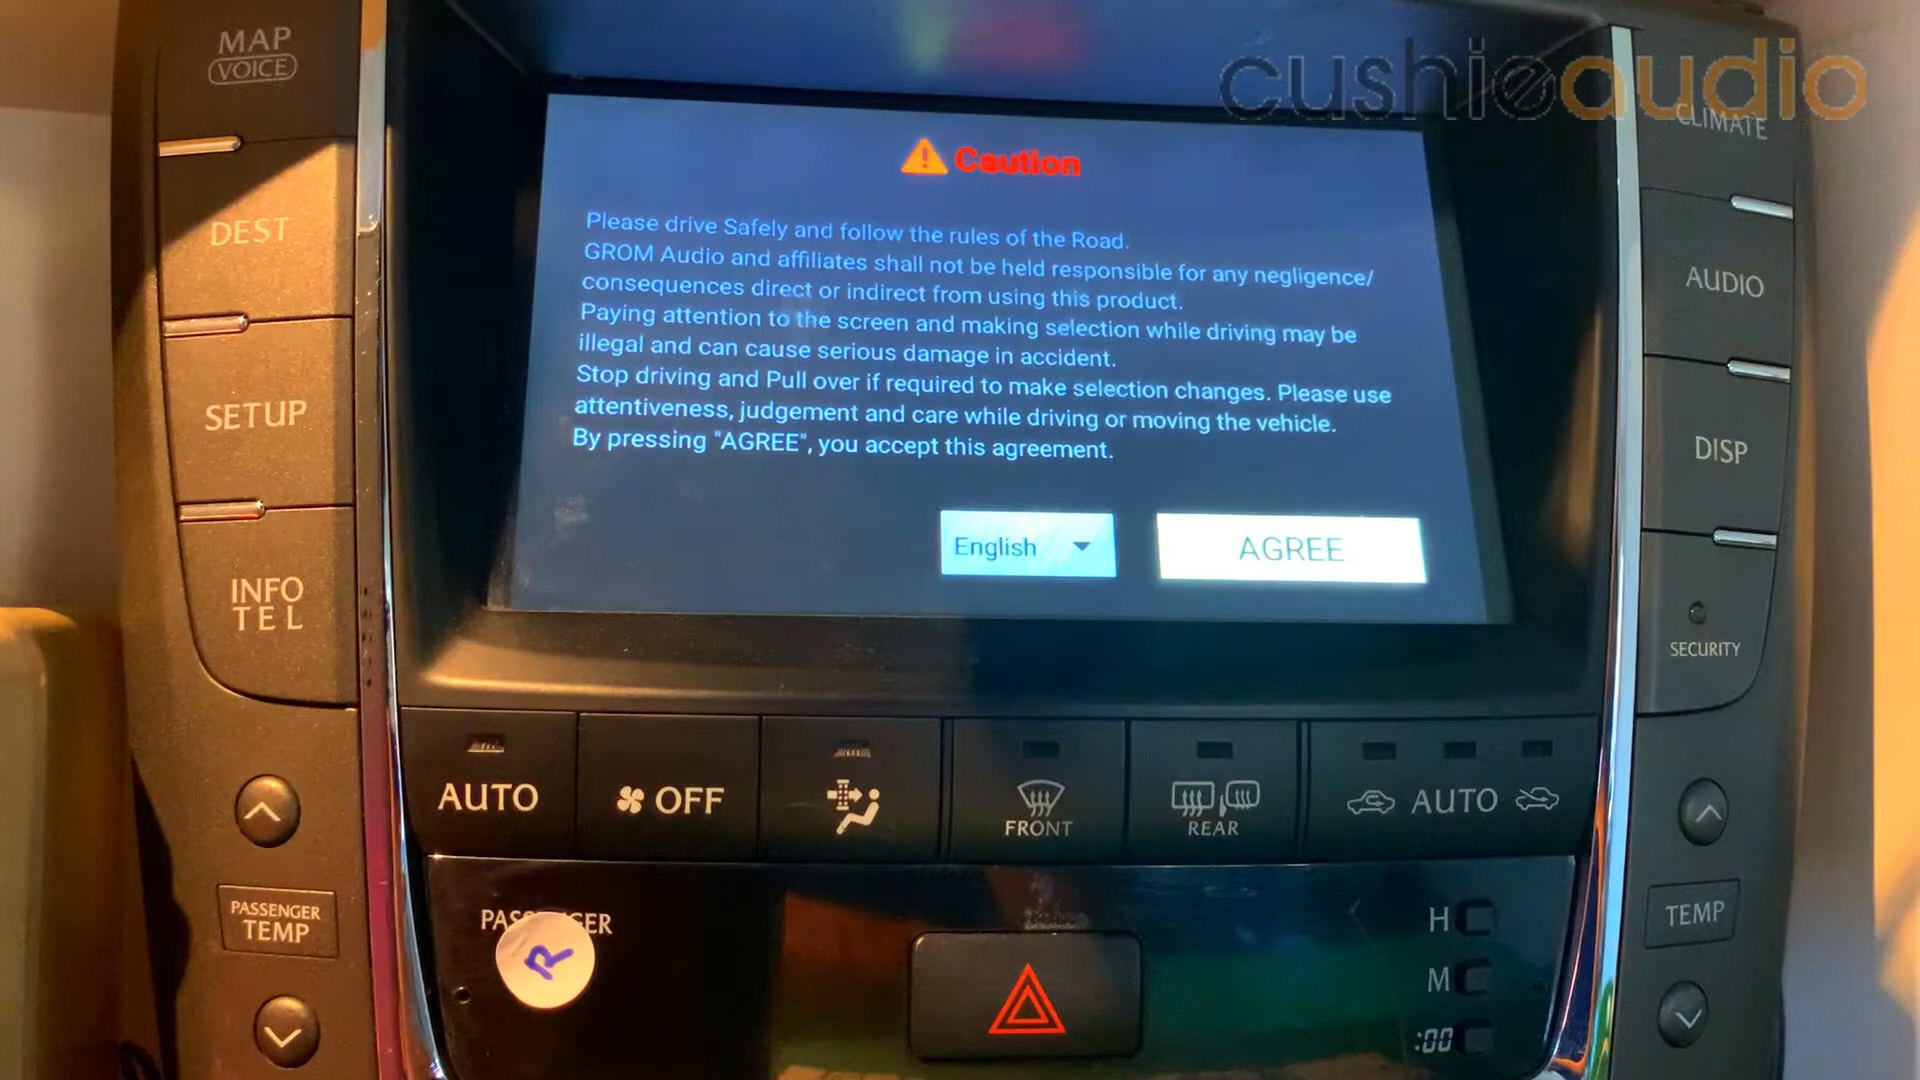 cushieaudio
MAP
VOICE
DEST
SETUP
INFO
TEL
Caution
Please drive Safely and follow the rules of the Road.
GROM Audio and affiliates shall not be held responsible for any negligence/
consequences direct or indirect from using this product.
Paying attention to the screen and making selection while driving may be
illegal and can cause serious damage in accident.
Stop driving and Pull over if required to make selection changes. Please use
attentiveness, judgement and care while driving or moving the vehicle.
By pressing "AGREE", you accept this agreement.
English
AGREE
CLIMATE
AUDIO
DISP
SECURITY
AUTO
OFF
FRONT
REAR
AUTO
PASSENGER
TEMP
PASSENGER
R
H
M
:00
TEMP